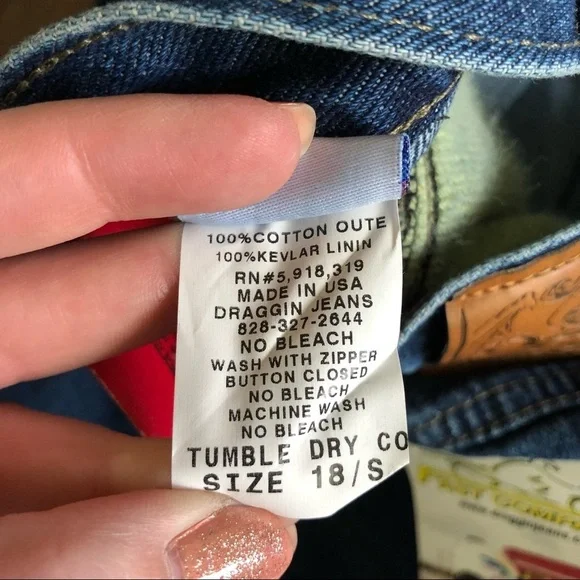 100%COTTON OUTE
100%KEVLAR LININ
RN#5,918,319
MADE IN USA
DRAGGIN JEANS
828-327-2644
NO BLEACH
WASH WITH ZIPPER
BUTTON CLOSED
NO BLEACH
MACHINE WASH
NO BLEACH
TUMBLE DRY CO
SIZE 18/S